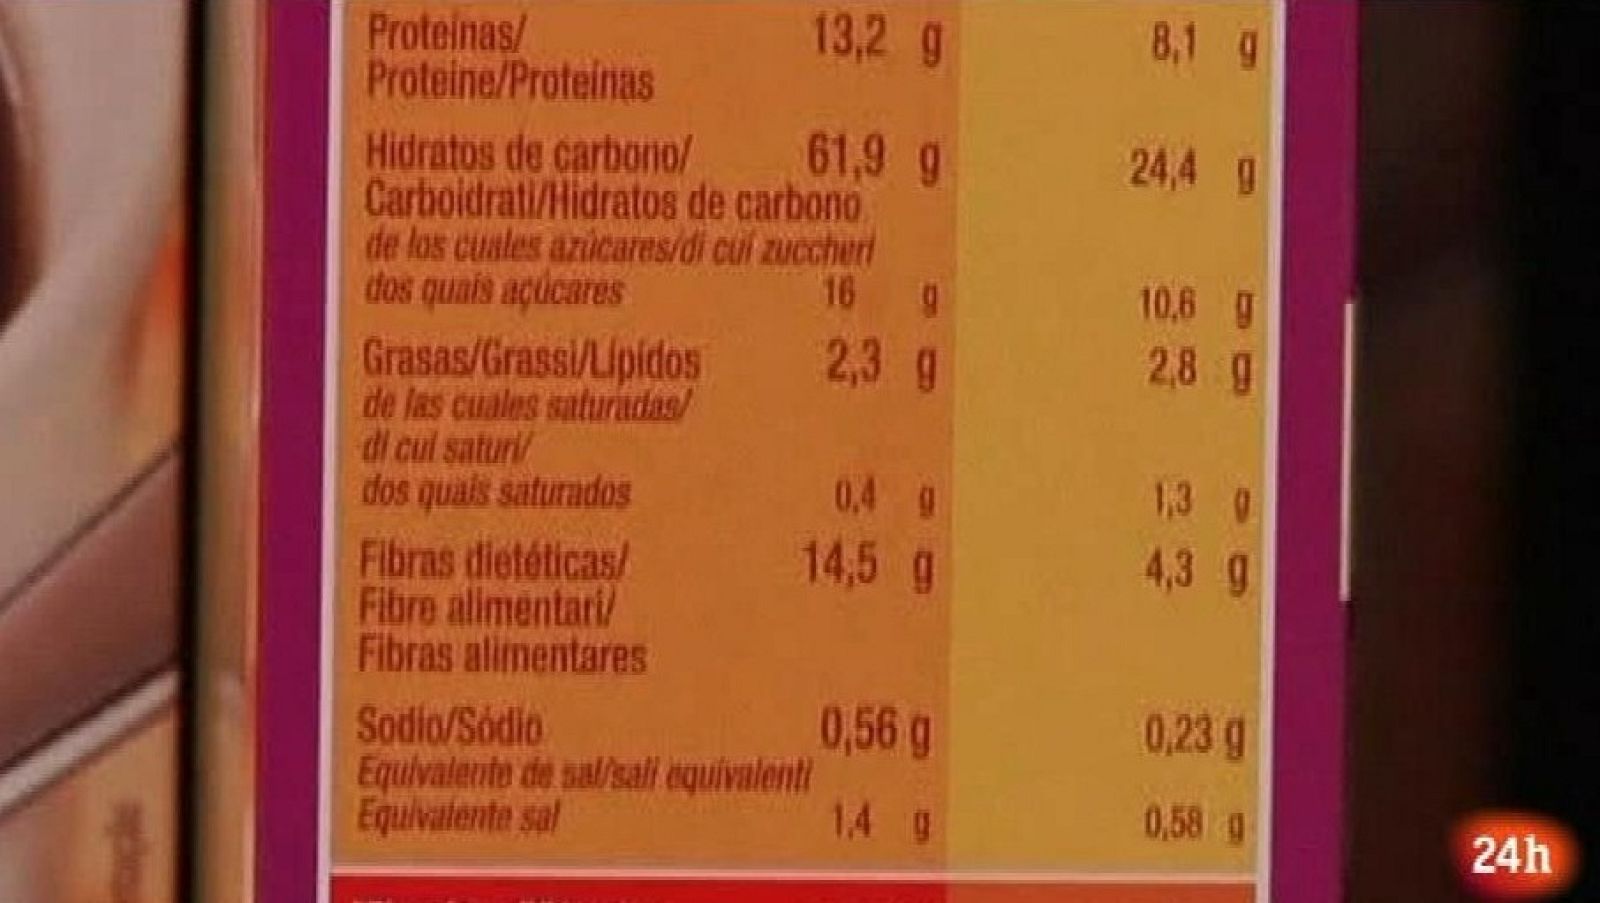 Proteínas/ 13,2 g 8,1 g
Proteine/Proteínas
Hidratos de carbono/ 61,9 g 24,4 g
Carboidrati/Hidratos de carbono
de los cuales azúcares/di cui zuccheri
dos quais açúcares 16 g 10,6 g
Grasas/Grassi/Lípidos 2,3 g 2,8 g
de las cuales saturadas/
di cui saturi/
dos quais saturados 0,4 g 1,3 g
Fibras dietéticas/ 14,5 g 4,3 g
Fibre alimentari/
Fibras alimentares
Sodio/Sódio 0,56 g 0,23 g
Equivalente de sal/sali equivalenti
Equivalente sal 1,4 g 0,58 g
24h